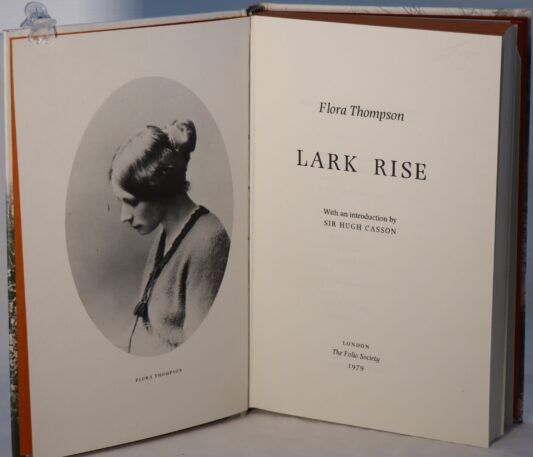 FLORA THOMPSON
Flora Thompson
LARK RISE
With an introduction by
SIR HUGH CASSON
LONDON
The Folio Society
1979